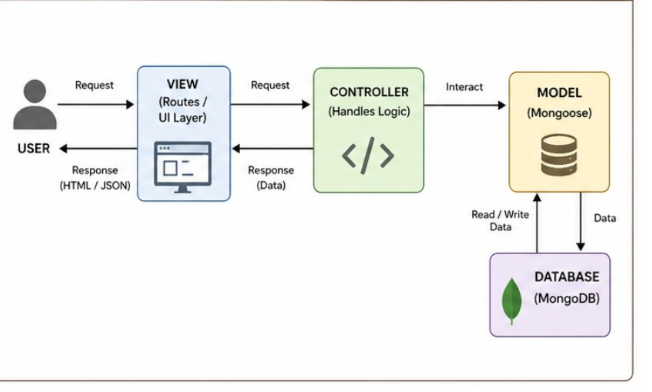 Request
VIEW
(Routes /
UI Layer)
Request
CONTROLLER
(Handles Logic)
Interact
MODEL
(Mongoose)
USER
Response
(HTML / JSON)
Response
(Data)
</>
Read / Write
Data
Data
DATABASE
(MongoDB)